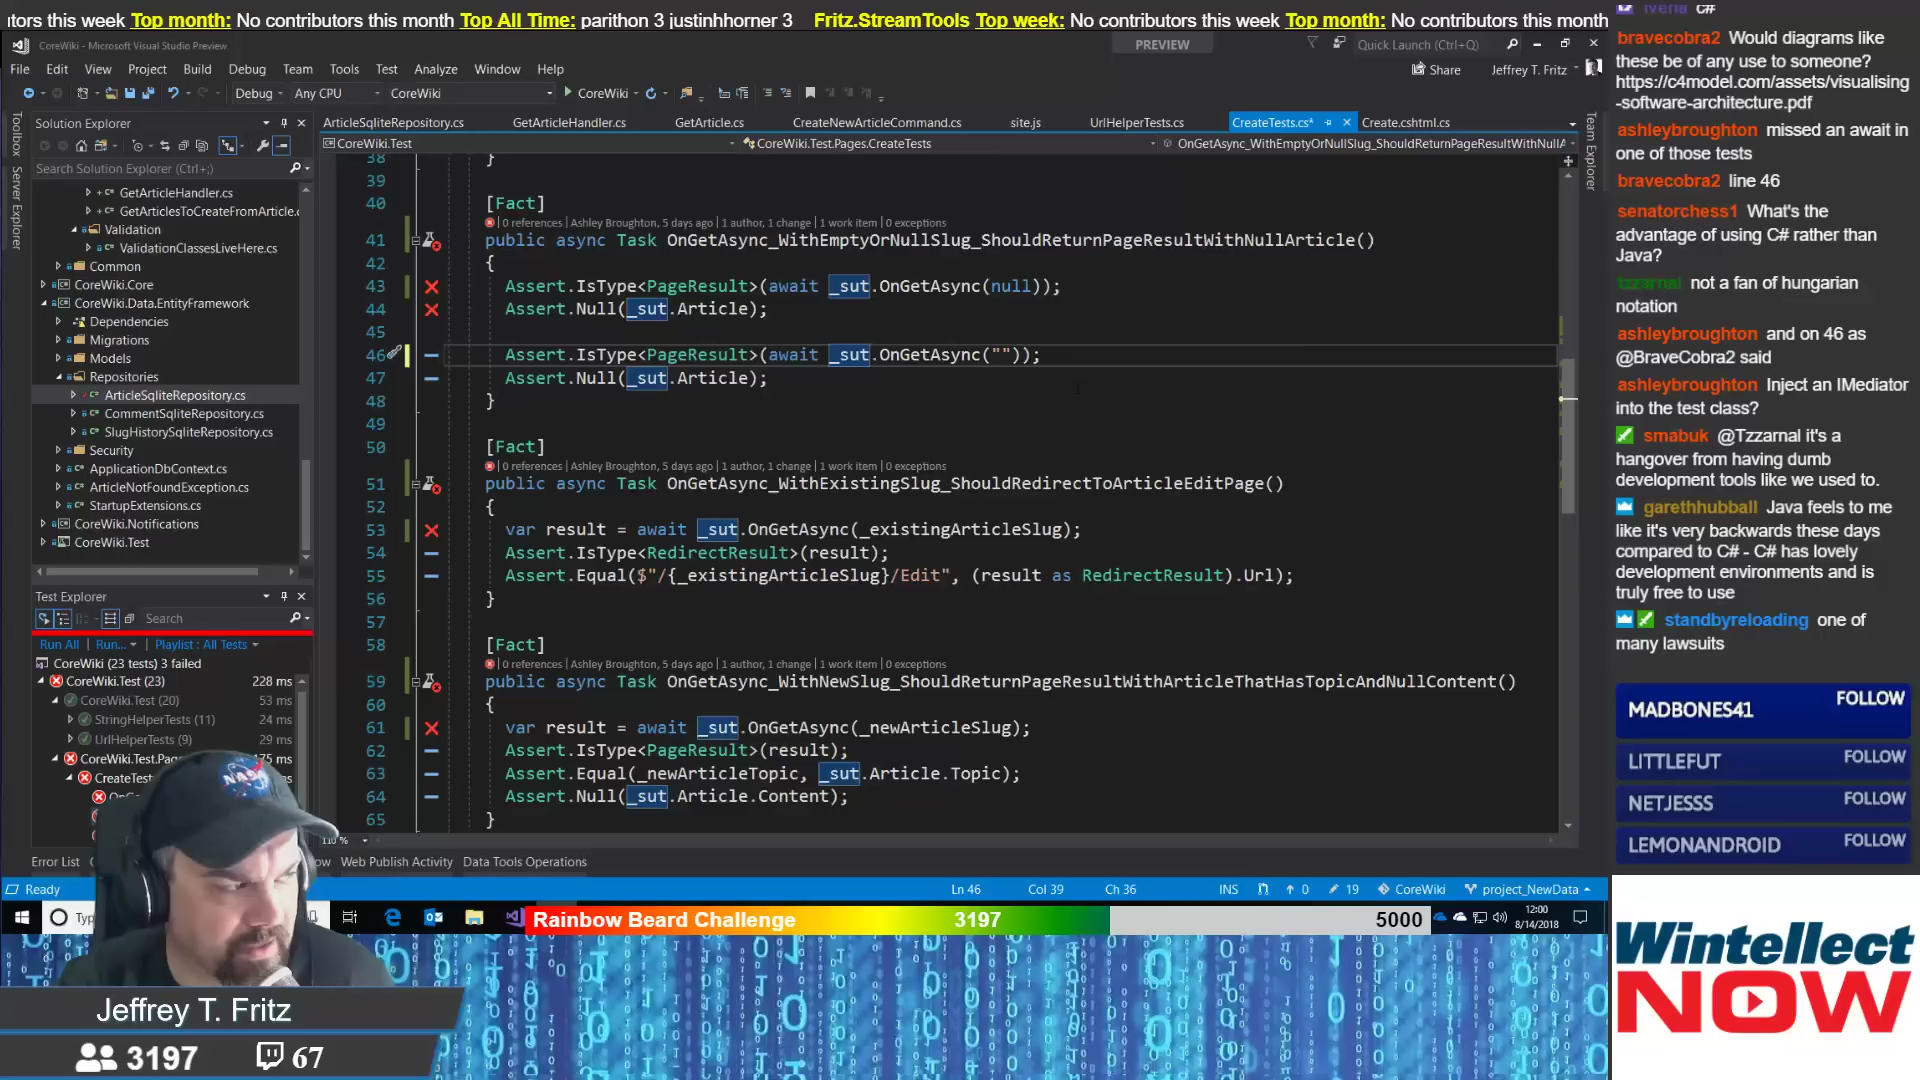 itors this week Top month: No contributors this month Top All Time: parithon 3 justinhhorner 3 Fritz.StreamTools Top week: No contributors this week Top month: No contributors this month
CoreWiki - Microsoft Visual Studio Preview
PREVIEW
Quick Launch (Ctrl+Q)
File Edit View Project Build Debug Team Tools Test Analyze Window Help
Share
Jeffrey T. Fritz
Debug Any CPU CoreWiki CoreWiki
Toolbox
Server Explorer
Team Explorer
Solution Explorer
Search Solution Explorer (Ctrl+;)
GetArticleHandler.cs
GetArticlesToCreateFromArticle.c
Validation
ValidationClassesLiveHere.cs
Common
CoreWiki.Core
CoreWiki.Data.EntityFramework
Dependencies
Migrations
Models
Repositories
ArticleSqliteRepository.cs
CommentSqliteRepository.cs
SlugHistorySqliteRepository.cs
Security
ApplicationDbContext.cs
ArticleNotFoundException.cs
StartupExtensions.cs
CoreWiki.Notifications
CoreWiki.Test
Test Explorer
Search
Run All Run... Playlist : All Tests
CoreWiki (23 tests) 3 failed
CoreWiki.Test (23) 228 ms
CoreWiki.Test (20) 53 ms
StringHelperTests (11) 24 ms
UrlHelperTests (9) 29 ms
CoreWiki.Test.Pag 175 ms
CreateTest
ArticleSqliteRepository.cs GetArticleHandler.cs GetArticle.cs CreateNewArticleCommand.cs site.js UrlHelperTests.cs CreateTests.cs* Create.cshtml.cs
CoreWiki.Test CoreWiki.Test.Pages.CreateTests OnGetAsync_WithEmptyOrNullSlug_ShouldReturnPageResultWithNullA
38 }
39
40 [Fact]
0 references | Ashley Broughton, 5 days ago | 1 author, 1 change | 1 work item | 0 exceptions
41 public async Task OnGetAsync_WithEmptyOrNullSlug_ShouldReturnPageResultWithNullArticle()
42 {
43 Assert.IsType<PageResult>(await _sut.OnGetAsync(null));
44 Assert.Null(_sut.Article);
45
46 Assert.IsType<PageResult>(await _sut.OnGetAsync(""));
47 Assert.Null(_sut.Article);
48 }
49
50 [Fact]
0 references | Ashley Broughton, 5 days ago | 1 author, 1 change | 1 work item | 0 exceptions
51 public async Task OnGetAsync_WithExistingSlug_ShouldRedirectToArticleEditPage()
52 {
53 var result = await _sut.OnGetAsync(_existingArticleSlug);
54 Assert.IsType<RedirectResult>(result);
55 Assert.Equal($"/{_existingArticleSlug}/Edit", (result as RedirectResult).Url);
56 }
57
58 [Fact]
0 references | Ashley Broughton, 5 days ago | 1 author, 1 change | 1 work item | 0 exceptions
59 public async Task OnGetAsync_WithNewSlug_ShouldReturnPageResultWithArticleThatHasTopicAndNullContent()
60 {
61 var result = await _sut.OnGetAsync(_newArticleSlug);
62 Assert.IsType<PageResult>(result);
63 Assert.Equal(_newArticleTopic, _sut.Article.Topic);
64 Assert.Null(_sut.Article.Content);
65 }
110 %
Error List Web Publish Activity Data Tools Operations
Ready Ln 46 Col 39 Ch 36 INS 0 19 CoreWiki project_NewData
Rainbow Beard Challenge 3197 5000
12:00
8/14/2018
NASA
Jeffrey T. Fritz
3197 67
c#
bravecobra2 Would diagrams like
these be of any use to someone?
https://c4model.com/assets/visualising
-software-architecture.pdf
ashleybroughton missed an await in
one of those tests
bravecobra2 line 46
senatorchess1 What's the
advantage of using C# rather than
Java?
tzzarnal not a fan of hungarian
notation
ashleybroughton and on 46 as
@BraveCobra2 said
ashleybroughton Inject an IMediator
into the test class?
smabuk @Tzzarnal it's a
hangover from having dumb
development tools like we used to.
garethhubball Java feels to me
like it's very backwards these days
compared to C# - C# has lovely
development environments and is
truly free to use
standbyreloading one of
many lawsuits
MADBONES41 FOLLOW
LITTLEFUT FOLLOW
NETJESSS FOLLOW
LEMONANDROID FOLLOW
Wintellect
NOW